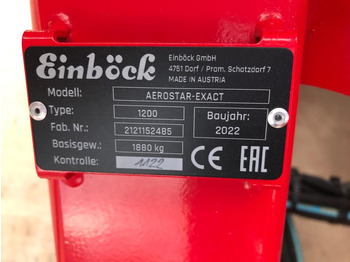 Einböck
Einböck GmbH
4751 Dorf / Pram, Schatzdorf 7
MADE IN AUSTRIA
Modell: AEROSTAR-EXACT
Type: 1200
Baujahr:
2022
Fab. Nr.: 2121152485
Basisgew.: 1880 kg
Kontrolle: 1122
CE EAC